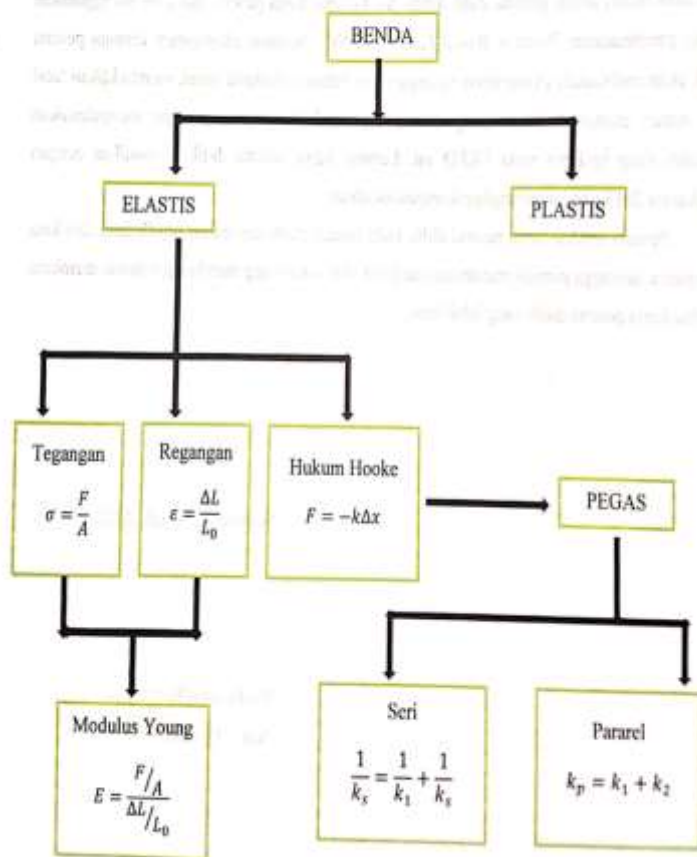 BENDA
ELASTIS
PLASTIS
Tegangan
σ = F/A
Regangan
ε = ΔL/L₀
Hukum Hooke
F = −kΔx
PEGAS
Modulus Young
E = (F/A)/(ΔL/L₀)
Seri
1/kₛ = 1/k₁ + 1/kₛ
Pararel
kₚ = k₁ + k₂